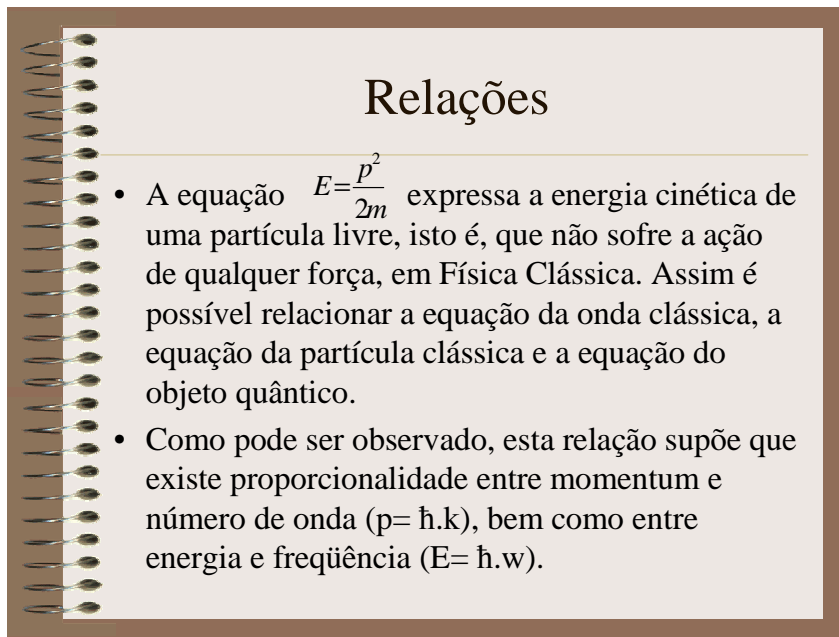 Relações
• A equação E=p²/2m expressa a energia cinética de
uma partícula livre, isto é, que não sofre a ação
de qualquer força, em Física Clássica. Assim é
possível relacionar a equação da onda clássica, a
equação da partícula clássica e a equação do
objeto quântico.
• Como pode ser observado, esta relação supõe que
existe proporcionalidade entre momentum e
número de onda (p= ħ.k), bem como entre
energia e freqüência (E= ħ.w).